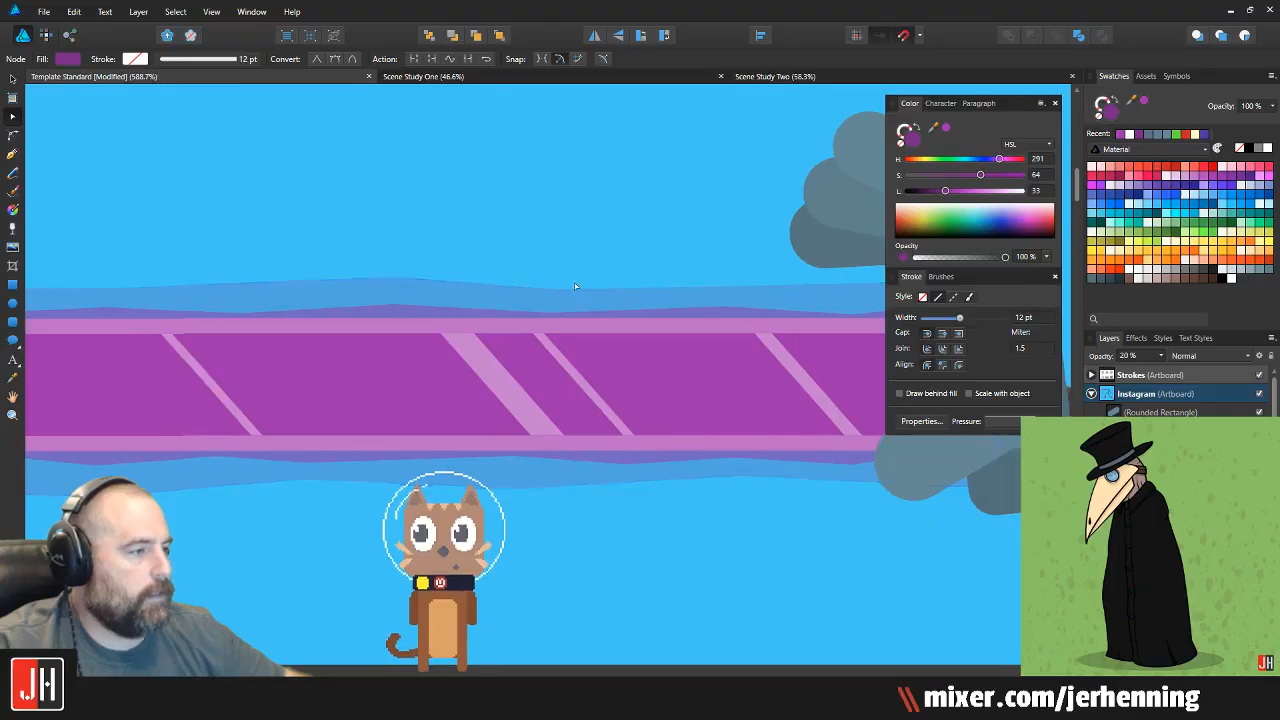 File Edit Text Layer Select View Window Help
Node Fill: Stroke: 12 pt Convert: Action: Snap:
Template Standard [Modified] (588.7%) Scene Study One (46.6%) Scene Study Two (58.3%)
Color Character Paragraph
HSL
H: 291
S: 64
L: 33
Opacity
100 %
Stroke Brushes
Style:
Width: 12 pt
Cap: Miter:
Join: 1.5
Align:
Draw behind fill Scale with object
Properties... Pressure:
Swatches Assets Symbols
Opacity: 100 %
Recent:
Material
Layers Effects Styles Text Styles
Opacity: 20 % Normal
Strokes (Artboard)
Instagram (Artboard)
(Rounded Rectangle)
JH
JH
\\ mixer.com/jerhenning